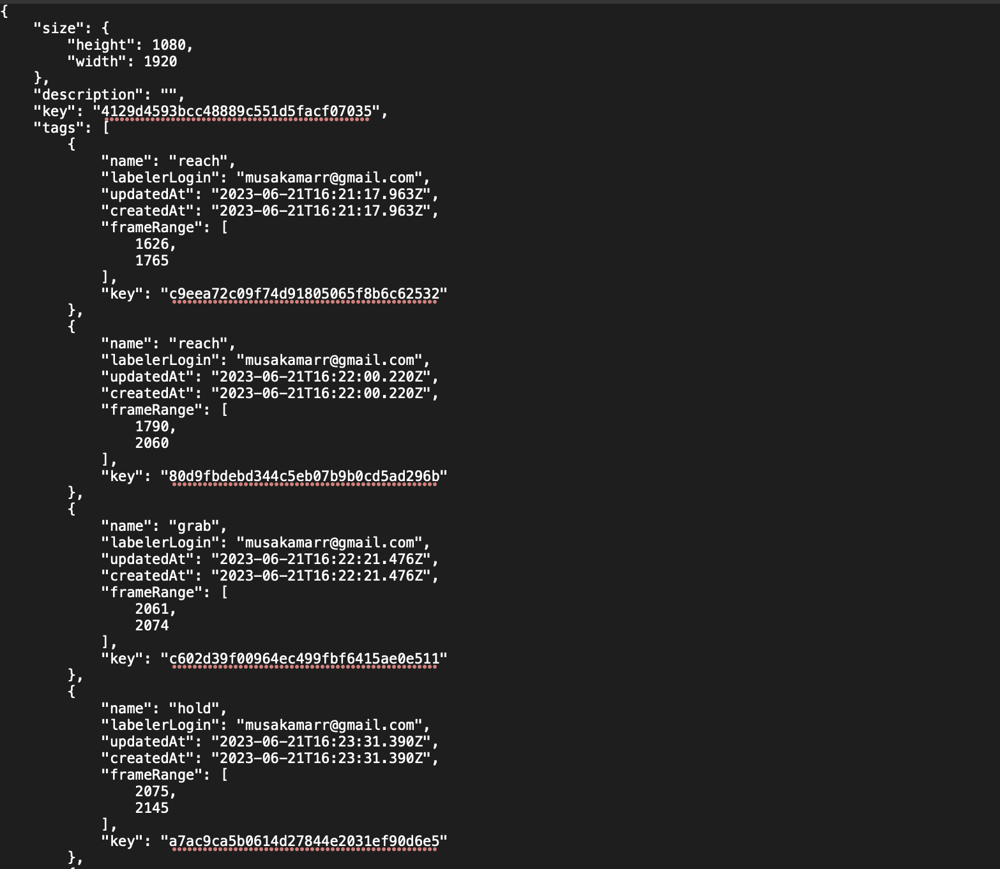 {
    "size": {
        "height": 1080,
        "width": 1920
    },
    "description": "",
    "key": "4129d4593bcc48889c551d5facf07035",
    "tags": [
        {
            "name": "reach",
            "labelerLogin": "musakamarr@gmail.com",
            "updatedAt": "2023-06-21T16:21:17.963Z",
            "createdAt": "2023-06-21T16:21:17.963Z",
            "frameRange": [
                1626,
                1765
            ],
            "key": "c9eea72c09f74d91805065f8b6c62532"
        },
        {
            "name": "reach",
            "labelerLogin": "musakamarr@gmail.com",
            "updatedAt": "2023-06-21T16:22:00.220Z",
            "createdAt": "2023-06-21T16:22:00.220Z",
            "frameRange": [
                1790,
                2060
            ],
            "key": "80d9fbdebd344c5eb07b9b0cd5ad296b"
        },
        {
            "name": "grab",
            "labelerLogin": "musakamarr@gmail.com",
            "updatedAt": "2023-06-21T16:22:21.476Z",
            "createdAt": "2023-06-21T16:22:21.476Z",
            "frameRange": [
                2061,
                2074
            ],
            "key": "c602d39f00964ec499fbf6415ae0e511"
        },
        {
            "name": "hold",
            "labelerLogin": "musakamarr@gmail.com",
            "updatedAt": "2023-06-21T16:23:31.390Z",
            "createdAt": "2023-06-21T16:23:31.390Z",
            "frameRange": [
                2075,
                2145
            ],
            "key": "a7ac9ca5b0614d27844e2031ef90d6e5"
        },